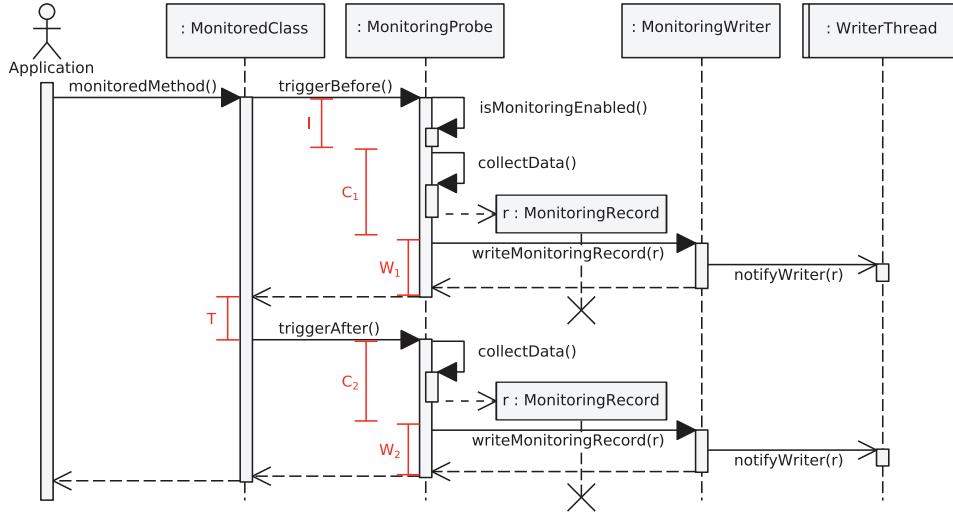 : MonitoredClass
: MonitoringProbe
: MonitoringWriter
: WriterThread
Application
monitoredMethod()
triggerBefore()
isMonitoringEnabled()
I
collectData()
C₁
r : MonitoringRecord
writeMonitoringRecord(r)
W₁
notifyWriter(r)
T
triggerAfter()
collectData()
C₂
r : MonitoringRecord
writeMonitoringRecord(r)
W₂
notifyWriter(r)